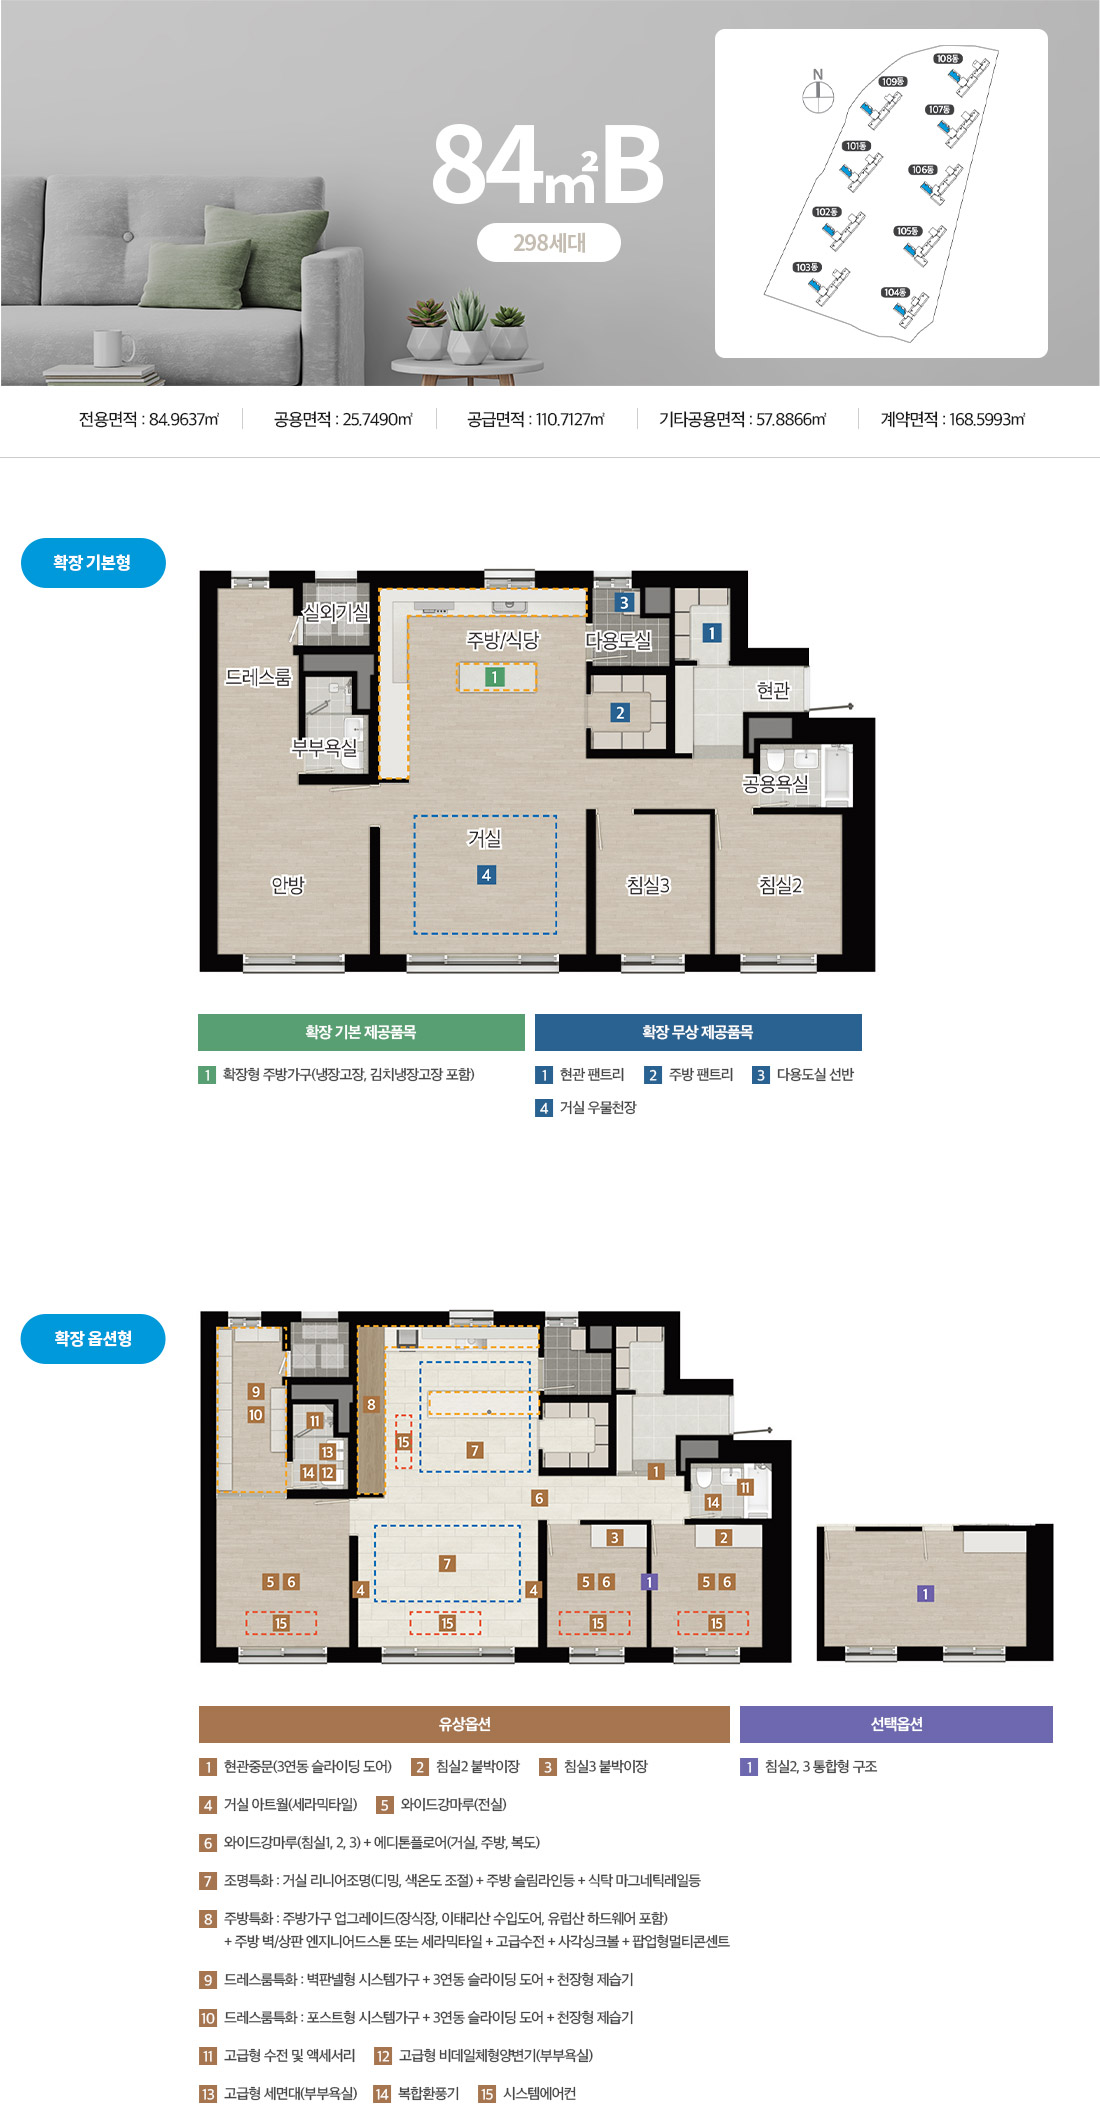 84㎡B
298세대
N
108동
109동
107동
101동
106동
102동
105동
103동
104동
전용면적 : 84.9637㎡
공용면적 : 25.7490㎡
공급면적 : 110.7127㎡
기타공용면적 : 57.8866㎡
계약면적 : 168.5993㎡
확장 기본형
실외기실
3
주방/식당
다용도실
1
드레스룸
1
현관
2
부부욕실
공용욕실
거실
4
안방
침실3
침실2
확장 기본 제공품목
1 확장형 주방가구(냉장고장, 김치냉장고장 포함)
확장 무상 제공품목
1 현관 팬트리
2 주방 팬트리
3 다용도실 선반
4 거실 우물천장
확장 옵션형
9
10
8
11
15
7
13
14 12
1
11
14
6
3
2
7
5 6
4
4
5 6
1
5 6
15
15
15
15
1
유상옵션
1 현관중문(3연동 슬라이딩 도어)
2 침실2 붙박이장
3 침실3 붙박이장
4 거실 아트월(세라믹타일)
5 와이드강마루(전실)
6 와이드강마루(침실1, 2, 3) + 에디톤플로어(거실, 주방, 복도)
7 조명특화 : 거실 리니어조명(디밍, 색온도 조절) + 주방 슬림라인등 + 식탁 마그네틱레일등
8 주방특화 : 주방가구 업그레이드(장식장, 이태리산 수입도어, 유럽산 하드웨어 포함)
+ 주방 벽/상판 엔지니어드스톤 또는 세라믹타일 + 고급수전 + 사각싱크볼 + 팝업형멀티콘센트
9 드레스룸특화 : 벽판넬형 시스템가구 + 3연동 슬라이딩 도어 + 천장형 제습기
10 드레스룸특화 : 포스트형 시스템가구 + 3연동 슬라이딩 도어 + 천장형 제습기
11 고급형 수전 및 액세서리
12 고급형 비데일체형양변기(부부욕실)
13 고급형 세면대(부부욕실)
14 복합환풍기
15 시스템에어컨
선택옵션
1 침실2, 3 통합형 구조